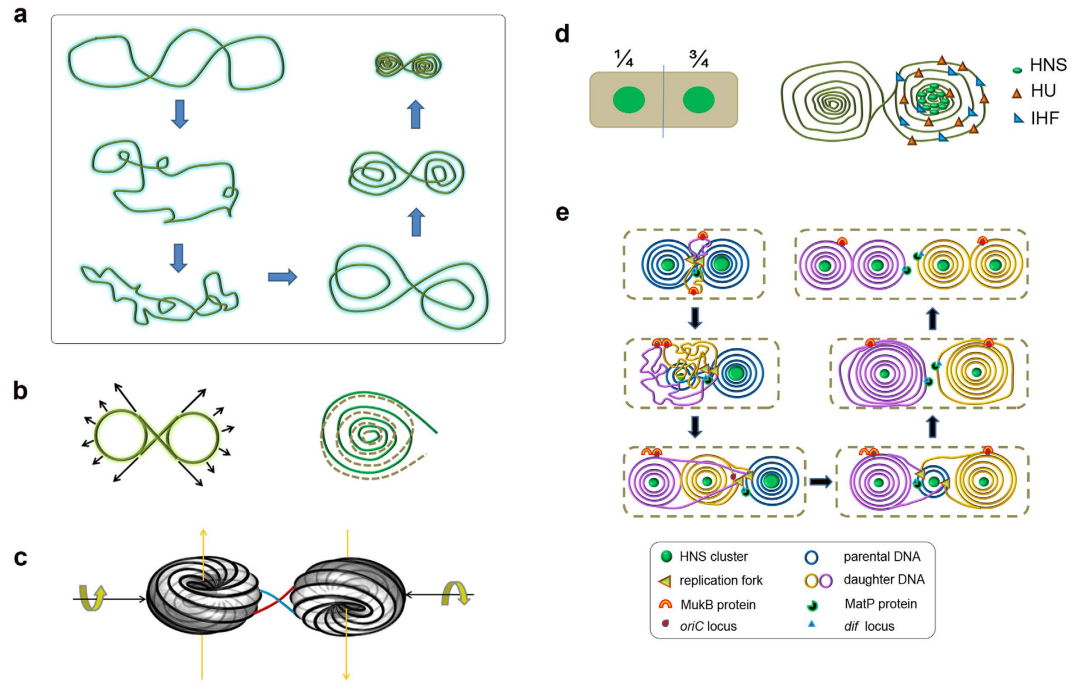 a
b
c
d
¼ ¾
HNS
HU
IHF
e
HNS cluster
parental DNA
replication fork
daughter DNA
MukB protein
MatP protein
oriC locus
dif locus